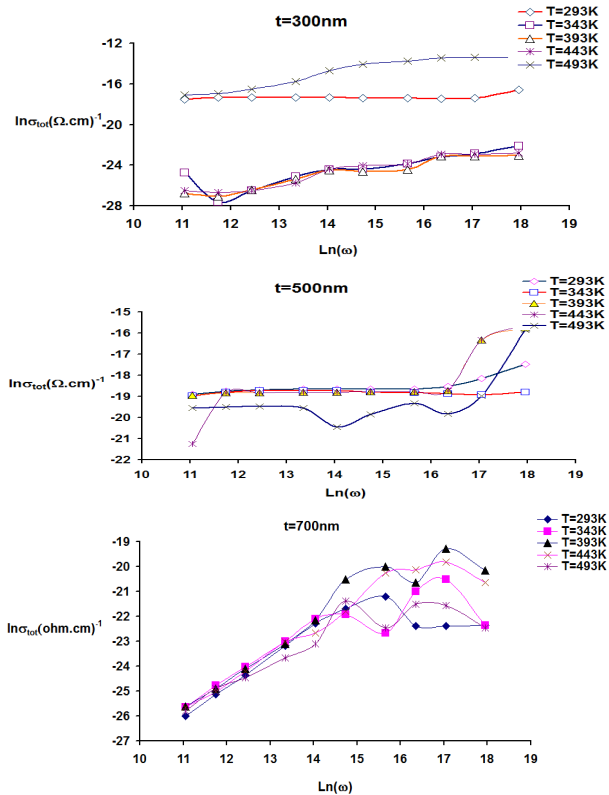 t=300nm
T=293K
T=343K
T=393K
T=443K
T=493K
-12
-16
-20
-24
-28
lnσtot(Ω.cm)-1
10 11 12 13 14 15 16 17 18 19
Ln(ω)
t=500nm
T=293K
T=343K
T=393K
T=443K
T=493K
-15
-16
-17
-18
-19
-20
-21
-22
lnσtot(Ω.cm)-1
10 11 12 13 14 15 16 17 18 19
Ln(ω)
t=700nm
T=293K
T=343K
T=393K
T=443K
T=493K
-19
-20
-21
-22
-23
-24
-25
-26
-27
lnσtot(ohm.cm)-1
10 11 12 13 14 15 16 17 18 19
Ln(ω)